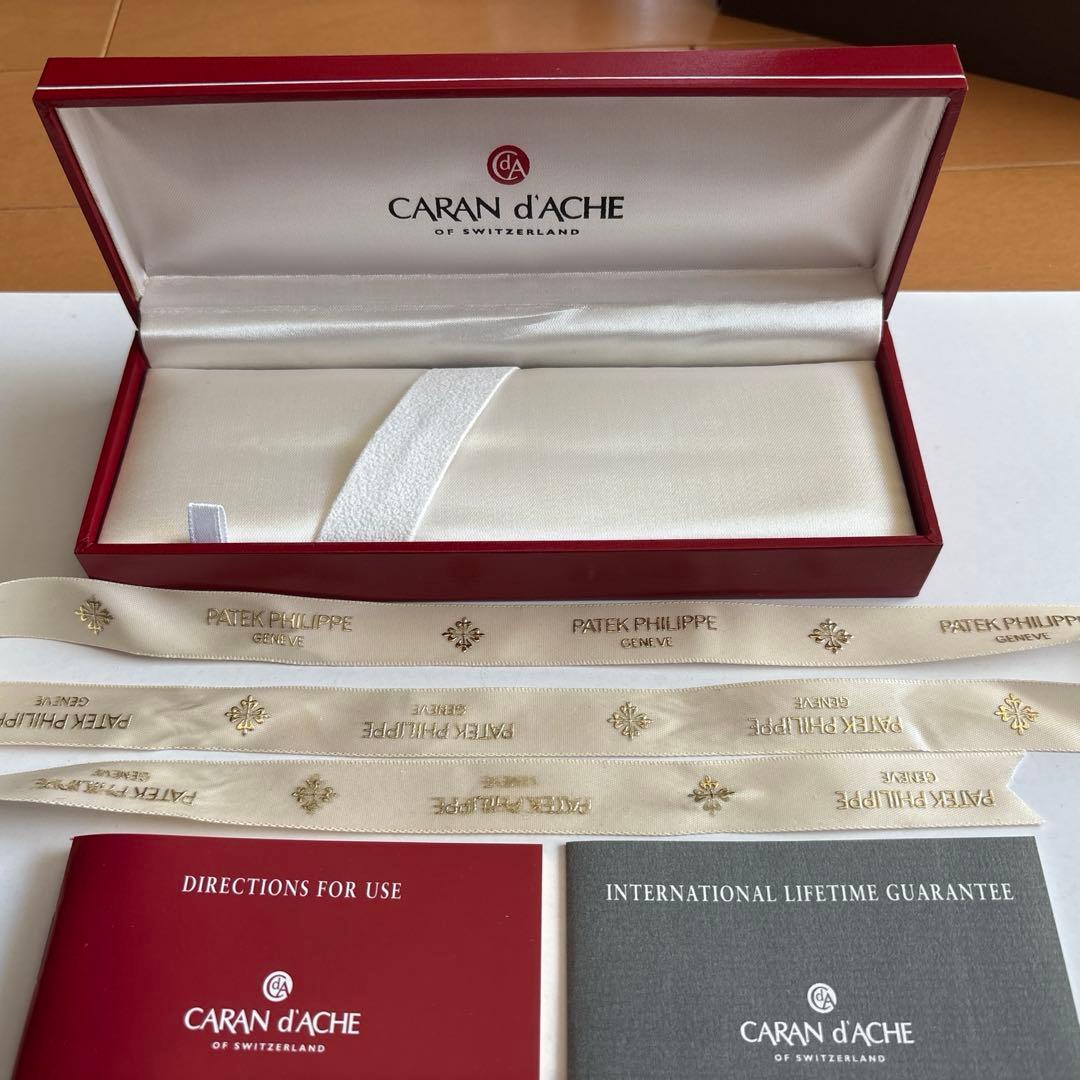 CdA
CARAN d'ACHE
OF SWITZERLAND
PATEK PHILIPPE
GENEVE
PATEK PHILIPPE
GENEVE
PATEK PHILIPP
GENEVE
PATEK PHILIPPE
GENEVE
PATEK PHILIPPE
GENEVE
PATEK PHILIPP
GENEVE
PATEK PHILIPPE
GENEVE
PATEK PHILIPPE
GENEVE
PATEK PHILIPPE
GENEVE
DIRECTIONS FOR USE
CdA
CARAN d'ACHE
OF SWITZERLAND
INTERNATIONAL LIFETIME GUARANTEE
CdA
CARAN d'ACHE
OF SWITZERLAND